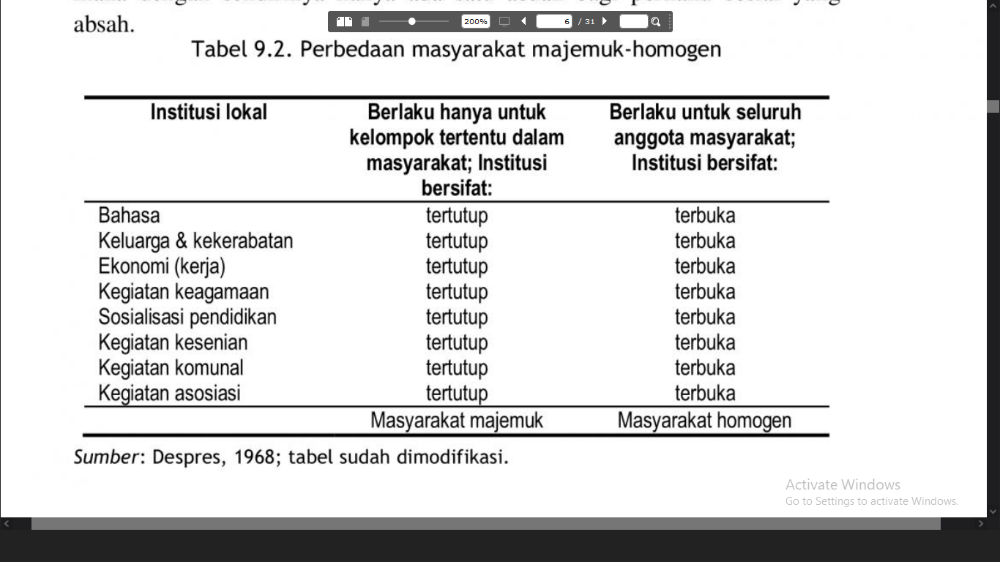 absah.
200%
6 / 31
Tabel 9.2. Perbedaan masyarakat majemuk-homogen
Institusi lokal Berlaku hanya untuk kelompok tertentu dalam masyarakat; Institusi bersifat: Berlaku untuk seluruh anggota masyarakat; Institusi bersifat:
Bahasa tertutup terbuka
Keluarga & kekerabatan tertutup terbuka
Ekonomi (kerja) tertutup terbuka
Kegiatan keagamaan tertutup terbuka
Sosialisasi pendidikan tertutup terbuka
Kegiatan kesenian tertutup terbuka
Kegiatan komunal tertutup terbuka
Kegiatan asosiasi tertutup terbuka
Masyarakat majemuk Masyarakat homogen
Sumber: Despres, 1968; tabel sudah dimodifikasi.
Activate Windows
Go to Settings to activate Windows.